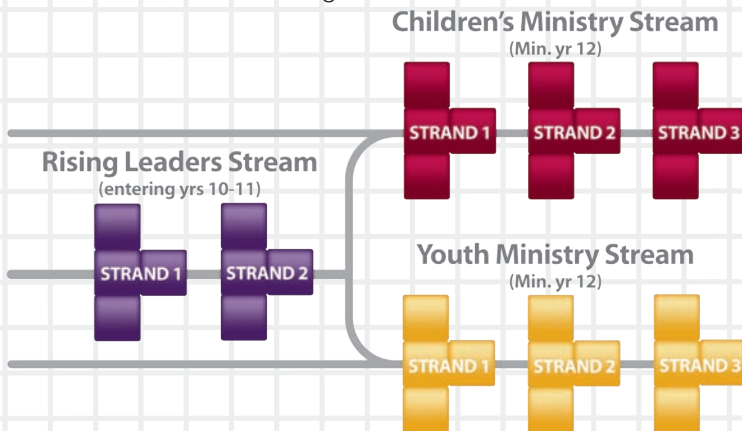 Children's Ministry Stream
(Min. yr 12)
STRAND 1 STRAND 2 STRAND 3
Rising Leaders Stream
(entering yrs 10-11)
STRAND 1 STRAND 2
Youth Ministry Stream
(Min. yr 12)
STRAND 1 STRAND 2 STRAND 3